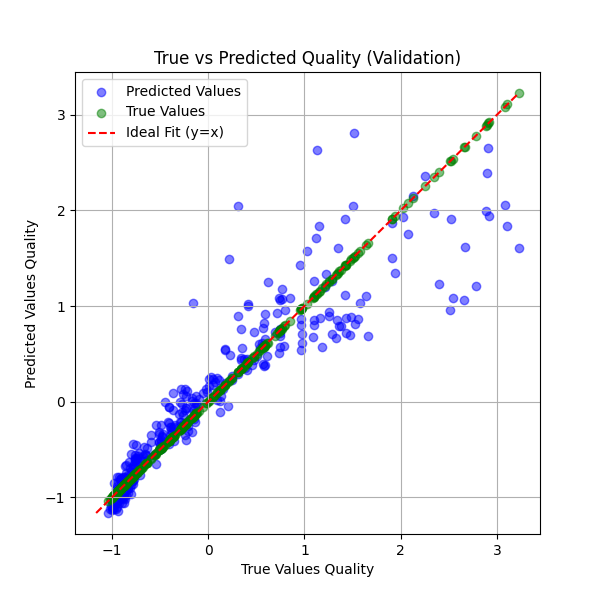 True vs Predicted Quality (Validation)
Predicted Values
True Values
Ideal Fit (y=x)
Predicted Values Quality
3
2
1
0
−1
−1 0 1 2 3
True Values Quality